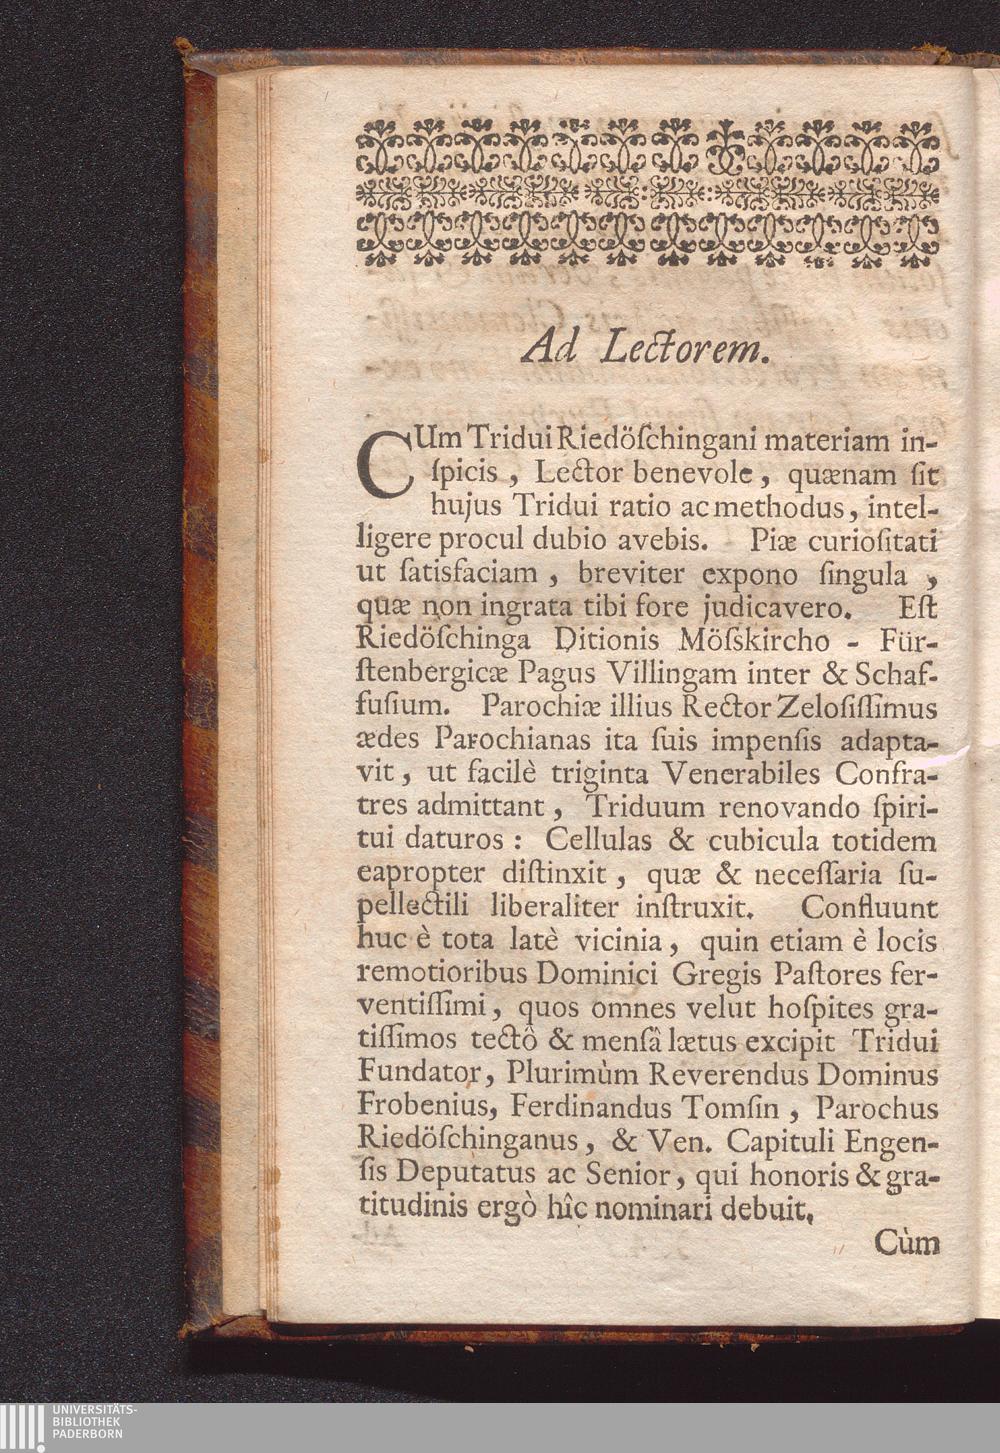 Ad Lectorem.
CUm Tridui Riedöſchingani materiam in-
ſpicis , Lector benevole , quænam ſit
hujus Tridui ratio ac methodus, intel-
ligere procul dubio avebis. Piæ curioſitati
ut ſatisfaciam , breviter expono ſingula ,
quæ non ingrata tibi fore judicavero. Eſt
Riedöſchinga Ditionis Möſskircho - Für-
ſtenbergicæ Pagus Villingam inter & Schaf-
fuſium. Parochiæ illius Rector Zeloſiſſimus
ædes Parochianas ita ſuis impenſis adapta-
vit, ut facilè triginta Venerabiles Confra-
tres admittant , Triduum renovando ſpiri-
tui daturos : Cellulas & cubicula totidem
eapropter diſtinxit , quæ & neceſſaria ſu-
pellectili liberaliter inſtruxit. Confluunt
huc è tota latè vicinia , quin etiam è locis
remotioribus Dominici Gregis Paſtores fer-
ventiſſimi , quos omnes velut hoſpites gra-
tiſſimos tectô & menſâ lætus excipit Tridui
Fundator, Plurimùm Reverendus Dominus
Frobenius, Ferdinandus Tomſin , Parochus
Riedöſchinganus , & Ven. Capituli Engen-
ſis Deputatus ac Senior, qui honoris & gra-
titudinis ergò hîc nominari debuit.
Cùm
UNIVERSITÄTS-
BIBLIOTHEK
PADERBORN